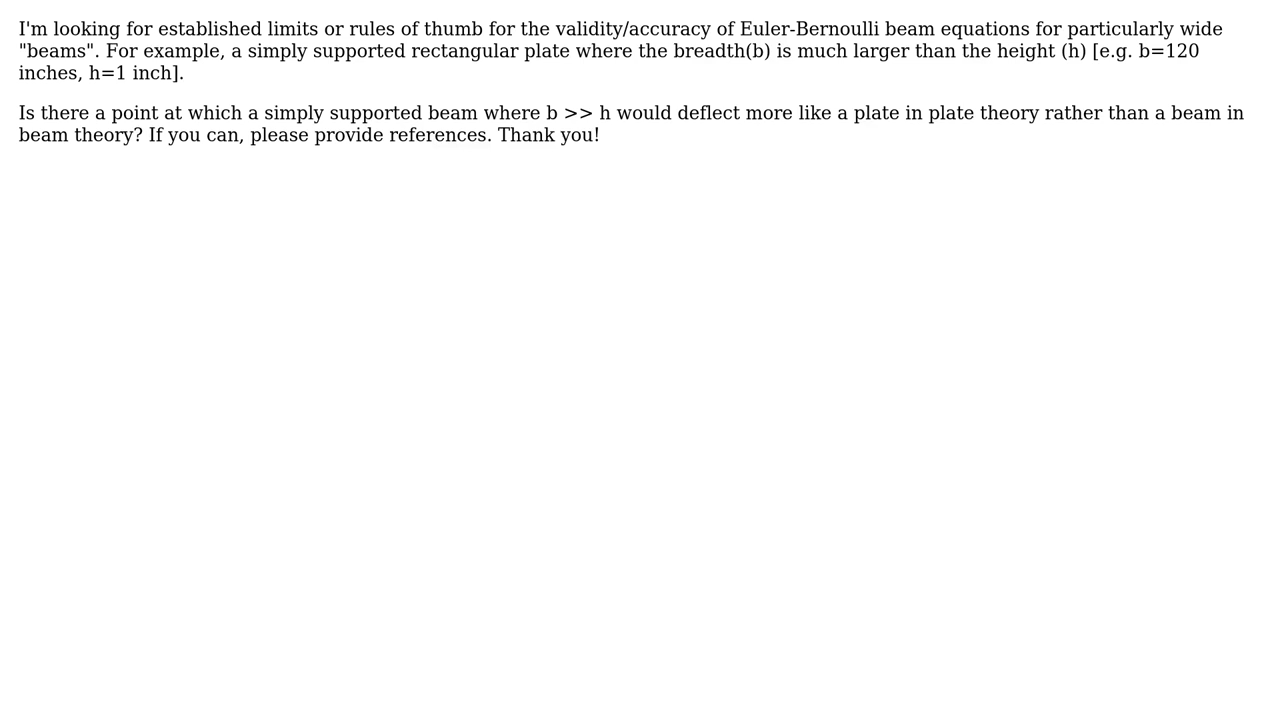 I'm looking for established limits or rules of thumb for the validity/accuracy of Euler-Bernoulli beam equations for particularly wide
"beams". For example, a simply supported rectangular plate where the breadth(b) is much larger than the height (h) [e.g. b=120
inches, h=1 inch].
Is there a point at which a simply supported beam where b >> h would deflect more like a plate in plate theory rather than a beam in
beam theory? If you can, please provide references. Thank you!